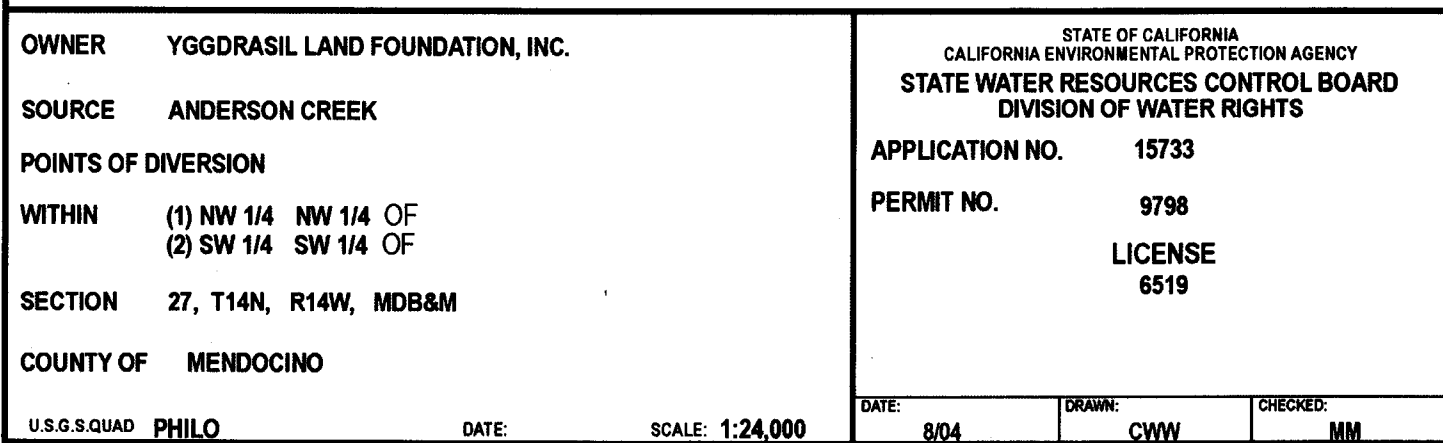 OWNER YGGDRASIL LAND FOUNDATION, INC.
SOURCE ANDERSON CREEK
POINTS OF DIVERSION
WITHIN (1) NW 1/4 NW 1/4 OF
(2) SW 1/4 SW 1/4 OF
SECTION 27, T14N, R14W, MDB&M
COUNTY OF MENDOCINO
U.S.G.S.QUAD PHILO DATE: SCALE: 1:24,000
STATE OF CALIFORNIA
CALIFORNIA ENVIRONMENTAL PROTECTION AGENCY
STATE WATER RESOURCES CONTROL BOARD
DIVISION OF WATER RIGHTS
APPLICATION NO. 15733
PERMIT NO. 9798
LICENSE
6519
DATE: DRAWN: CHECKED:
8/04 CWW MM